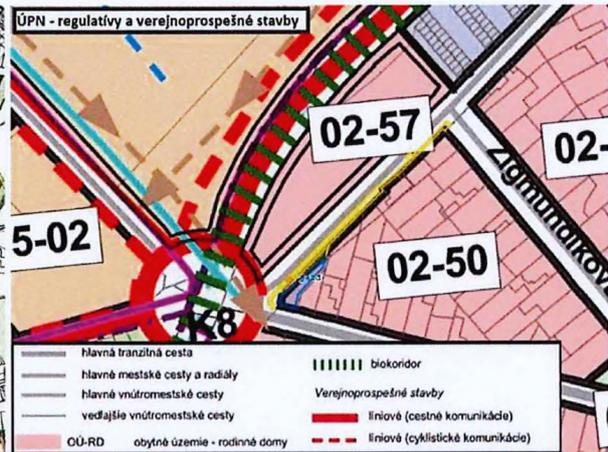 ÚPN - regulatívy a verejnoprospešné stavby
02-57
02-
Zigmundíkova
5-02
02-50
K8
hlavná tranzitná cesta
hlavné mestské cesty a radiály
hlavné vnútromestské cesty
vedľajšie vnútromestské cesty
OÚ-RD obytné územie - rodinné domy
biokoridor
Verejnoprospešné stavby
líniové (cestné komunikácie)
líniové (cyklistické komunikácie)